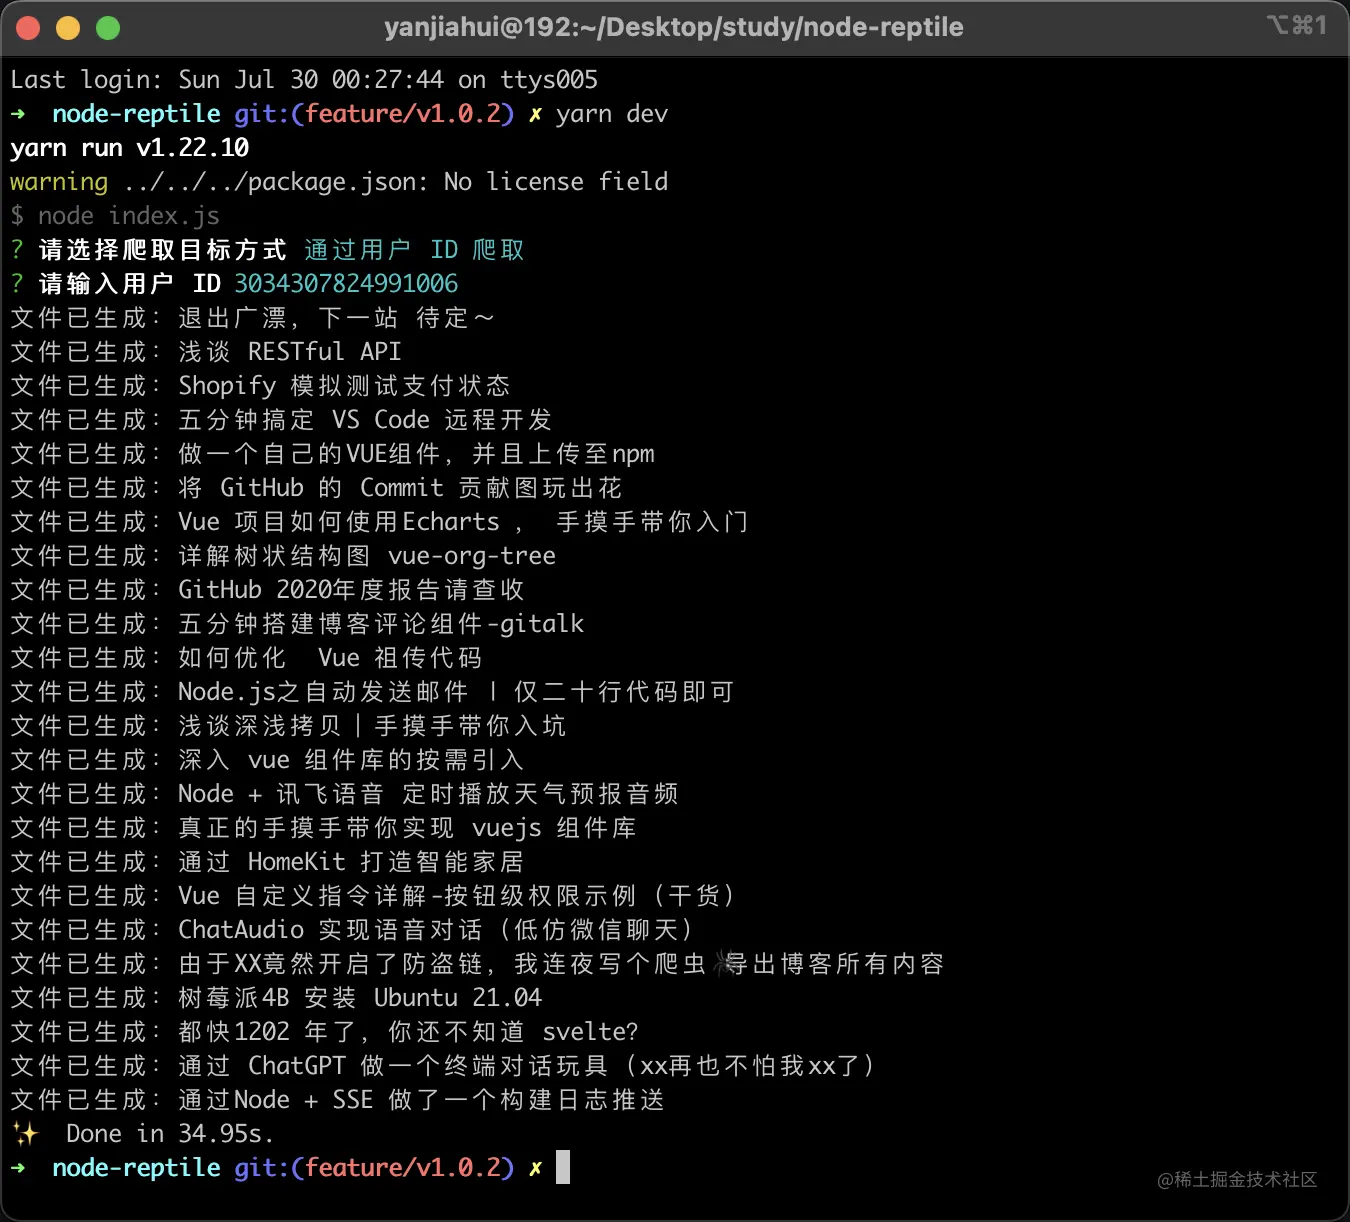 yanjiahui@192:~/Desktop/study/node-reptile
⌥⌘1
Last login: Sun Jul 30 00:27:44 on ttys005
➜  node-reptile git:(feature/v1.0.2) ✗ yarn dev
yarn run v1.22.10
warning ../../../package.json: No license field
$ node index.js
? 请选择爬取目标方式 通过用户 ID 爬取
? 请输入用户 ID 3034307824991006
文件已生成：退出广漂，下一站 待定～
文件已生成：浅谈 RESTful API
文件已生成：Shopify 模拟测试支付状态
文件已生成：五分钟搞定 VS Code 远程开发
文件已生成：做一个自己的VUE组件，并且上传至npm
文件已生成：将 GitHub 的 Commit 贡献图玩出花
文件已生成：Vue 项目如何使用Echarts ， 手摸手带你入门
文件已生成：详解树状结构图 vue-org-tree
文件已生成：GitHub 2020年度报告请查收
文件已生成：五分钟搭建博客评论组件-gitalk
文件已生成：如何优化  Vue 祖传代码
文件已生成：Node.js之自动发送邮件 ｜ 仅二十行代码即可
文件已生成：浅谈深浅拷贝｜手摸手带你入坑
文件已生成：深入 vue 组件库的按需引入
文件已生成：Node + 讯飞语音 定时播放天气预报音频
文件已生成：真正的手摸手带你实现 vuejs 组件库
文件已生成：通过 HomeKit 打造智能家居
文件已生成：Vue 自定义指令详解-按钮级权限示例（干货）
文件已生成：ChatAudio 实现语音对话（低仿微信聊天）
文件已生成：由于XX竟然开启了防盗链，我连夜写个爬虫🕷️导出博客所有内容
文件已生成：树莓派4B 安装 Ubuntu 21.04
文件已生成：都快1202 年了，你还不知道 svelte?
文件已生成：通过 ChatGPT 做一个终端对话玩具（xx再也不怕我xx了）
文件已生成：通过Node + SSE 做了一个构建日志推送
✨  Done in 34.95s.
➜  node-reptile git:(feature/v1.0.2) ✗
@稀土掘金技术社区